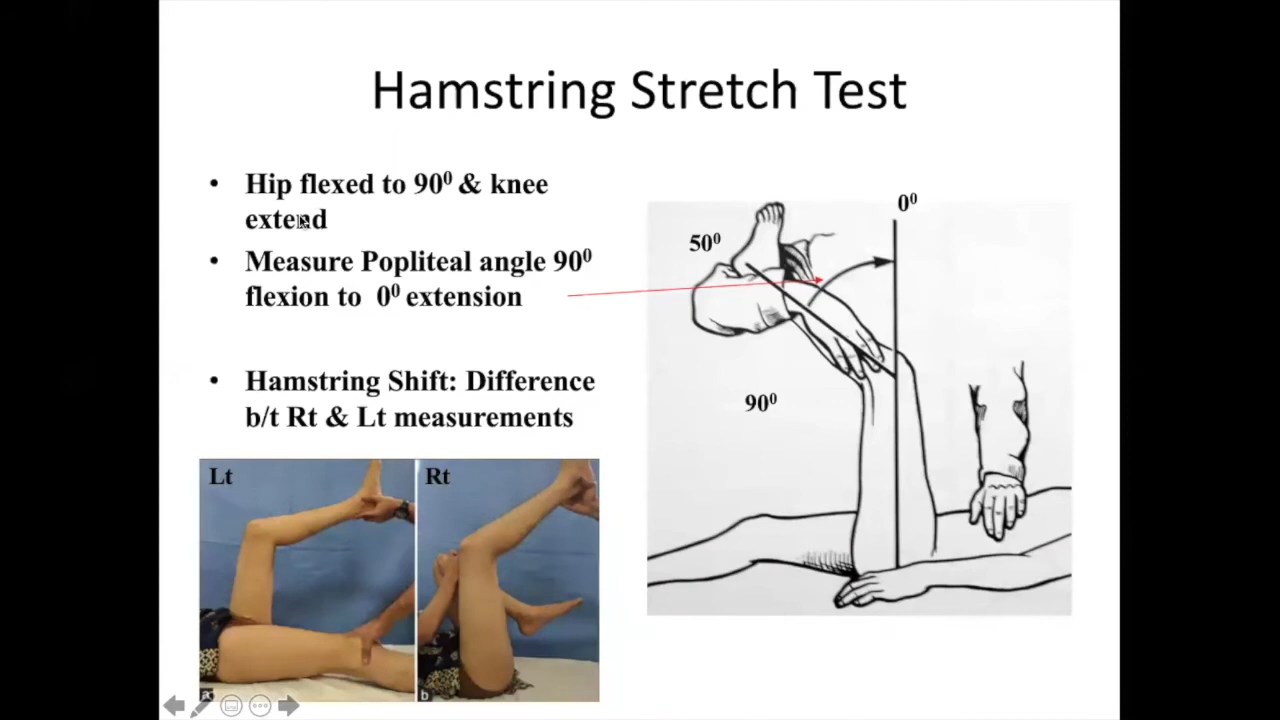 Hamstring Stretch Test
• Hip flexed to 90⁰ & knee
extend
• Measure Popliteal angle 90⁰
flexion to 0⁰ extension
• Hamstring Shift: Difference
b/t Rt & Lt measurements
0⁰
50⁰
90⁰
Lt
Rt
a
b